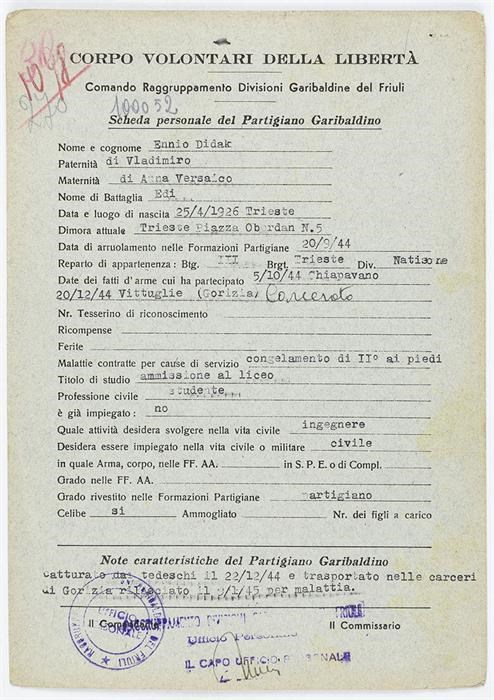 CORPO VOLONTARI DELLA LIBERTÀ
Comando Raggruppamento Divisioni Garibaldine del Friuli
100052
Scheda personale del Partigiano Garibaldino
Nome e cognome Ennio Didak
Paternità di Vladimiro
Maternità di Anna Versaico
Nome di Battaglia Edi
Data e luogo di nascita 25/4/1926 Trieste
Dimora attuale Trieste Piazza Oberdan N.5
Data di arruolamento nelle Formazioni Partigiane 20/9/44
Reparto di appartenenza: Btg. III Brgt. Trieste Div. Natisone
Date dei fatti d'arme cui ha partecipato 5/10/44 Chiapavano
20/12/44 Vittuglie (Gorizia) Carcerato
Nr. Tesserino di riconoscimento
Ricompense
Ferite
Malattie contratte per cause di servizio congelamento di II° ai piedi
Titolo di studio ammissione al liceo
Professione civile studente
è già impiegato: no
Quale attività desidera svolgere nella vita civile ingegnere
Desidera essere impiegato nella vita civile o militare civile
in quale Arma, corpo, nelle FF. AA. in S. P. E. o di Compl.
Grado nelle FF. AA.
Grado rivestito nelle Formazioni Partigiane partigiano
Celibe si Ammogliato Nr. dei figli a carico
Note caratteristiche del Partigiano Garibaldino
Catturato dai tedeschi il 22/12/44 e trasportato nelle carceri
di Gorizia rilasciato il 3/1/45 per malattia.
Il Comandante Il Commissario
UFFICIO
Ufficio Personale
IL CAPO UFFICIO PERSONALE